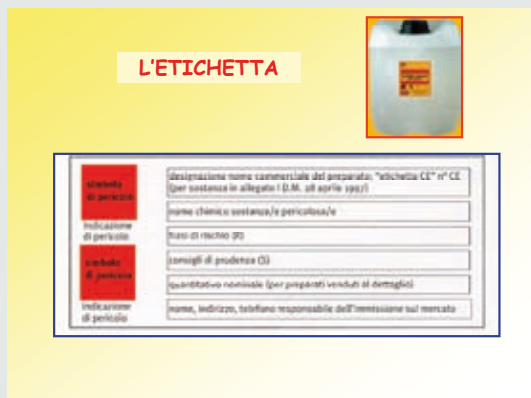 L'ETICHETTA
simbolo
di pericolo
indicazione
di pericolo
simbolo
di pericolo
indicazione
di pericolo
designazione nome commerciale del preparato: "etichetta CE" n° CE
(per sostanza in allegato I D.M. 28 aprile 1997)
nome chimico sostanza/e pericolosa/e
frasi di rischio (R)
consigli di prudenza (S)
quantitativo nominale (per preparati venduti al dettaglio)
nome, indirizzo, telefono responsabile dell'immissione sul mercato